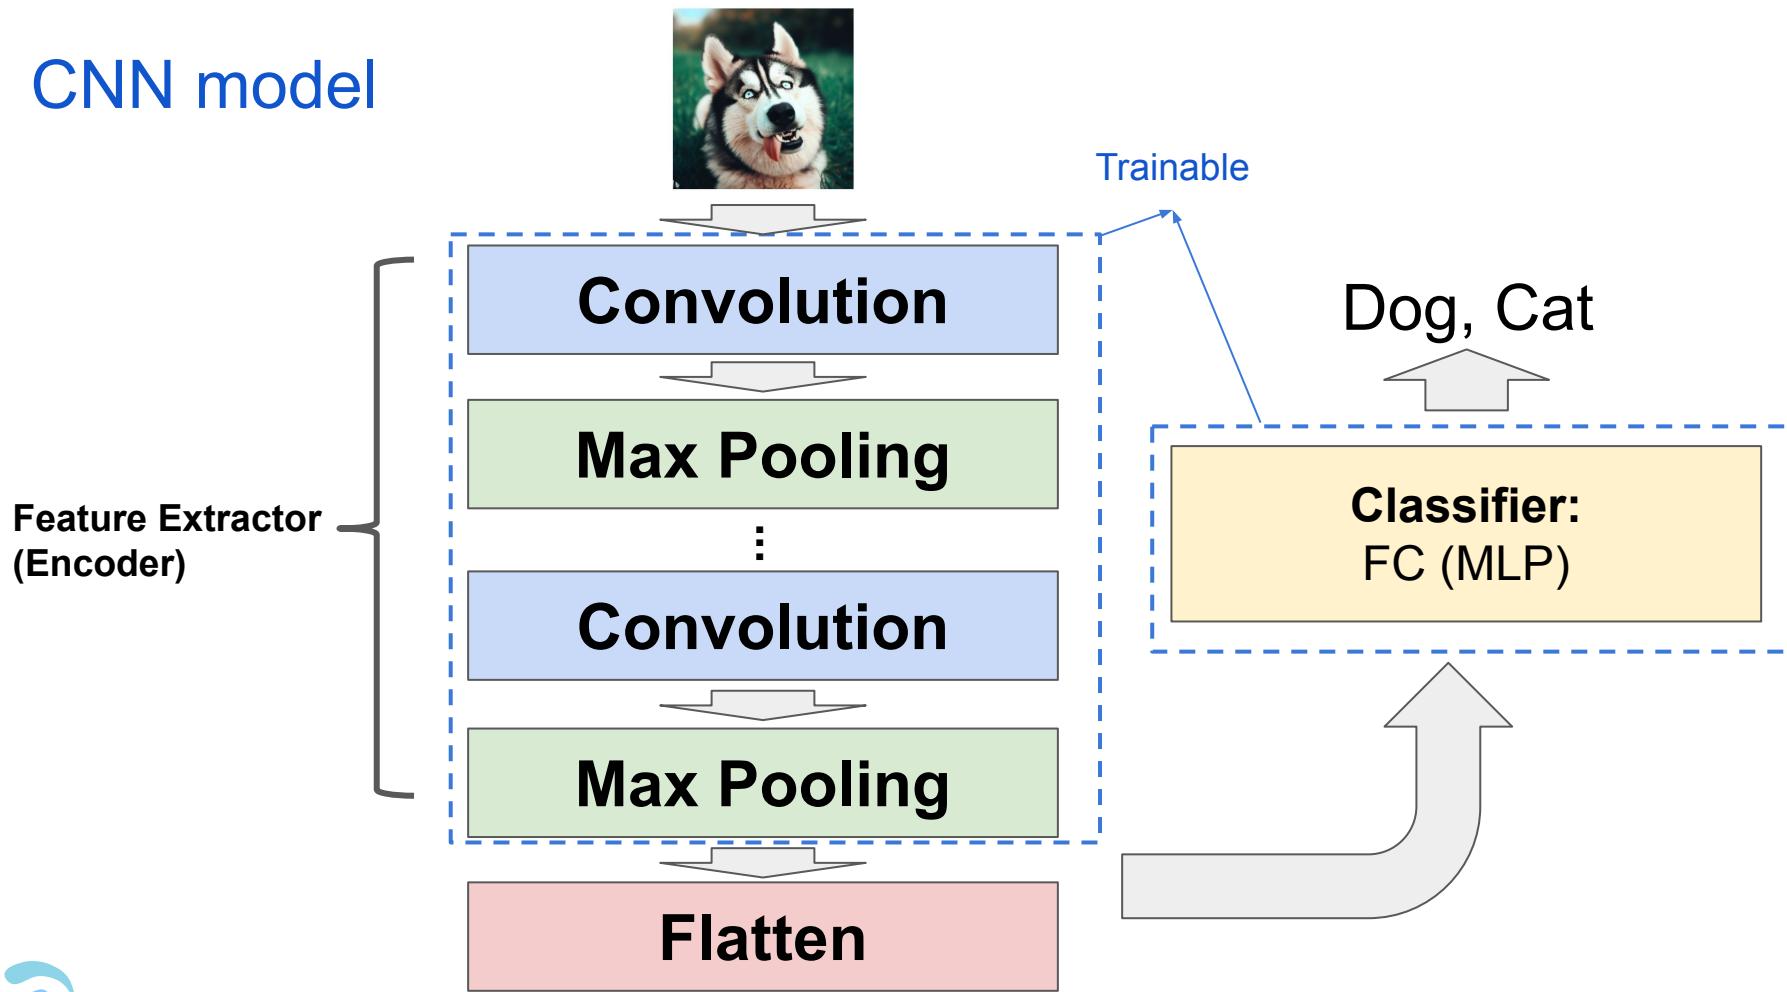 CNN model
Trainable
Convolution
Max Pooling
...
Convolution
Max Pooling
Flatten
Feature Extractor
(Encoder)
Dog, Cat
Classifier:
FC (MLP)